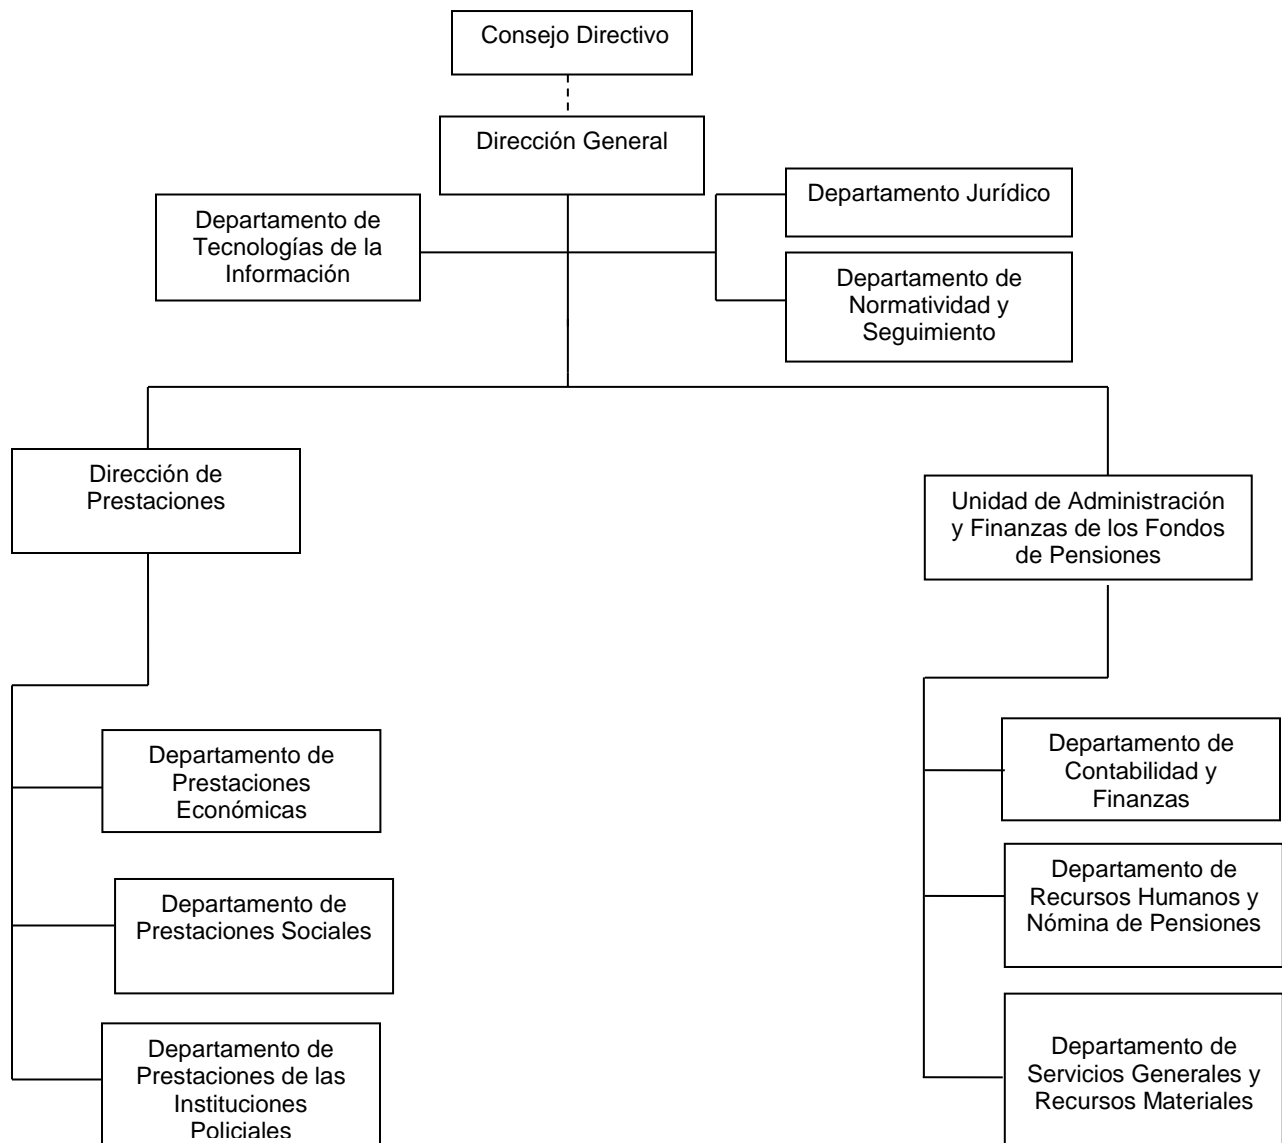 Consejo Directivo
Dirección General
Departamento de
Tecnologías de la
Información
Departamento Jurídico
Departamento de
Normatividad y
Seguimiento
Dirección de
Prestaciones
Unidad de Administración
y Finanzas de los Fondos
de Pensiones
Departamento de
Prestaciones
Económicas
Departamento de
Prestaciones Sociales
Departamento de
Prestaciones de las
Instituciones
Policiales
Departamento de
Contabilidad y
Finanzas
Departamento de
Recursos Humanos y
Nómina de Pensiones
Departamento de
Servicios Generales y
Recursos Materiales